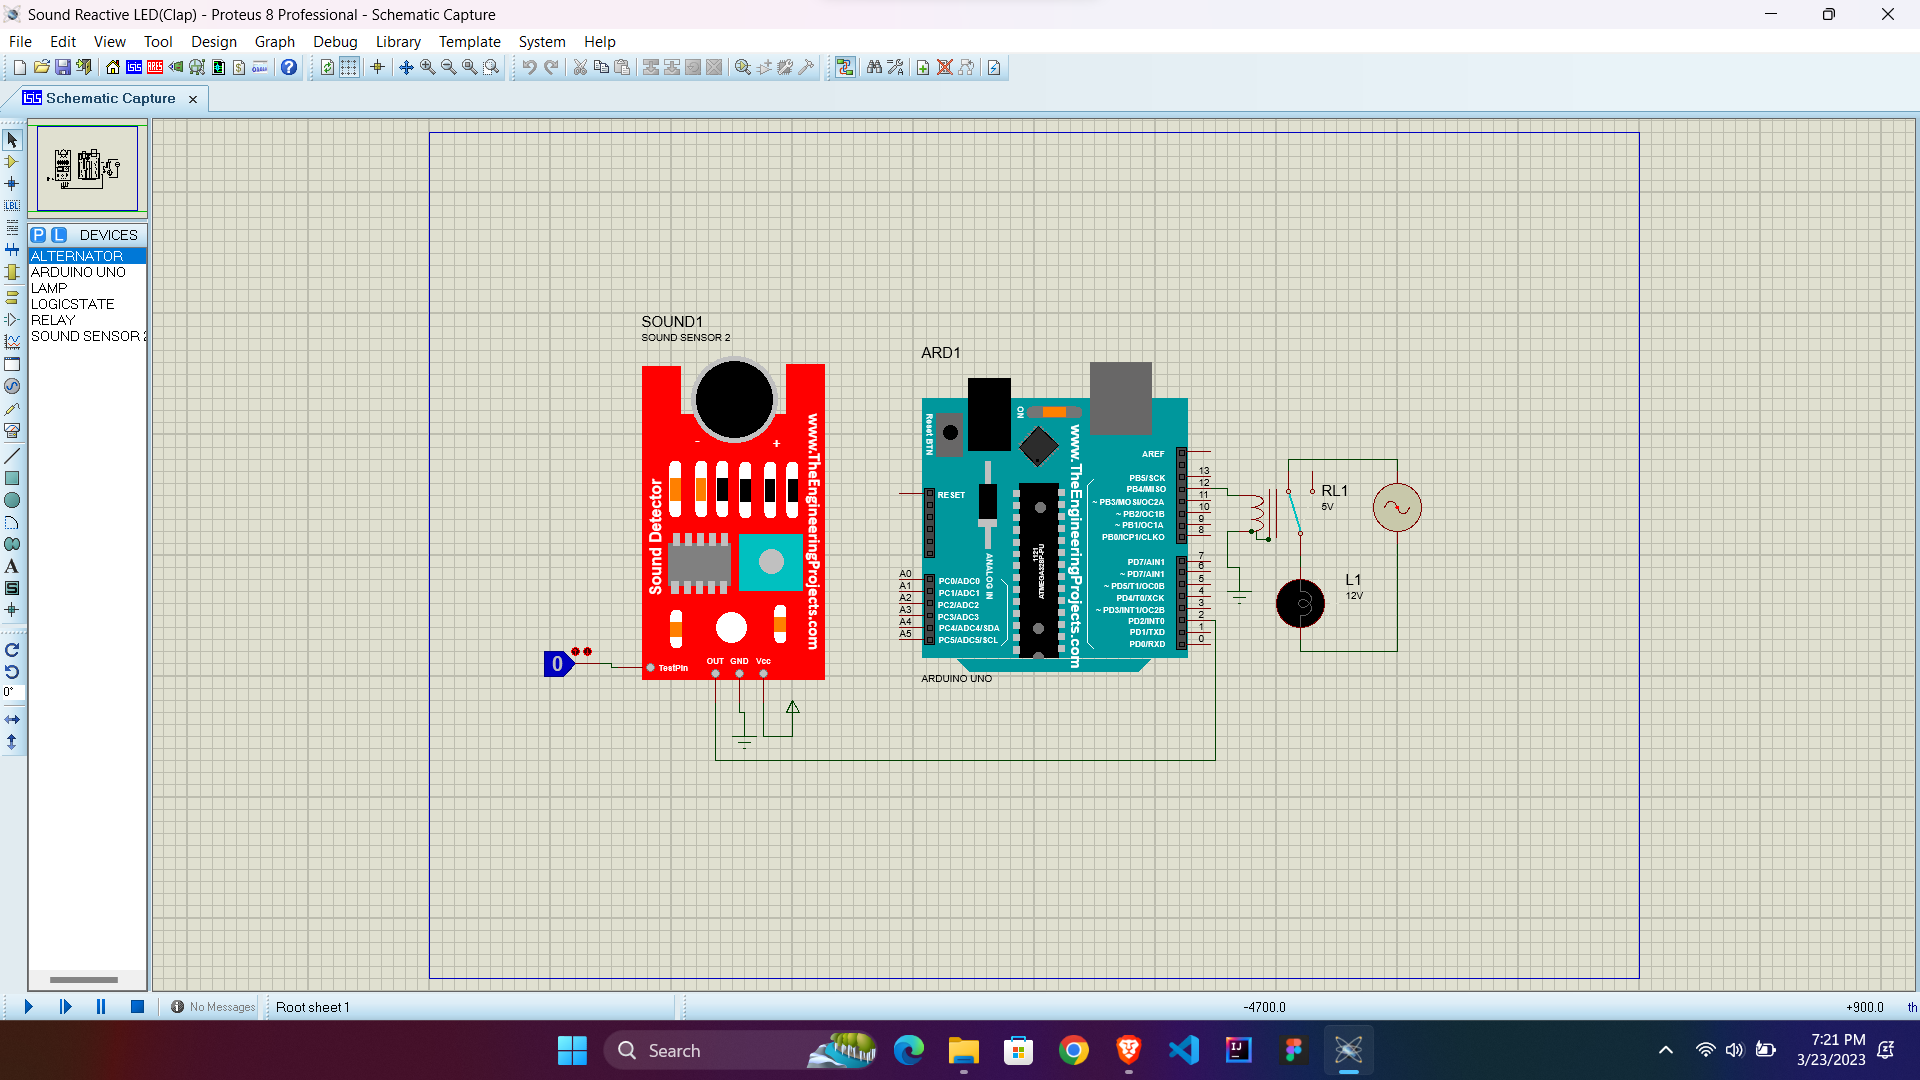 Sound Reactive LED(Clap) - Proteus 8 Professional - Schematic Capture
File Edit View Tool Design Graph Debug Library Template System Help
Schematic Capture
P L DEVICES
ALTERNATOR
ARDUINO UNO
LAMP
LOGICSTATE
RELAY
SOUND SENSOR 2
LBL
A
S
0°
SOUND1
SOUND SENSOR 2
- +
Sound Detector
www.TheEngineeringProjects.com
0
TestPin
OUT GND Vcc
ARD1
Reset BTN
ON
www.TheEngineeringProjects.com
RESET
ANALOG IN
ATMEGA328P-PU
1121
A0 PC0/ADC0
A1 PC1/ADC1
A2 PC2/ADC2
A3 PC3/ADC3
A4 PC4/ADC4/SDA
A5 PC5/ADC5/SCL
AREF
PB5/SCK 13
PB4/MISO 12
~ PB3/MOSI/OC2A 11
~ PB2/OC1B 10
~ PB1/OC1A 9
PB0/ICP1/CLKO 8
PD7/AIN1 7
~ PD7/AIN1 6
~ PD5/T1/OC0B 5
PD4/T0/XCK 4
~ PD3/INT1/OC2B 3
PD2/INT0 2
PD1/TXD 1
PD0/RXD 0
ARDUINO UNO
RL1
5V
L1
12V
No Messages
Root sheet 1
-4700.0
+900.0
th
Search
7:21 PM
3/23/2023